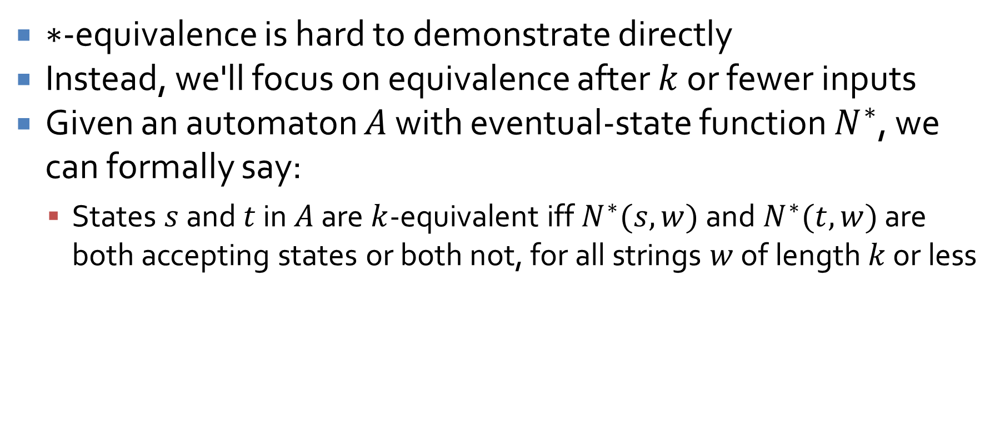 ▪ ∗-equivalence is hard to demonstrate directly
▪ Instead, we'll focus on equivalence after k or fewer inputs
▪ Given an automaton A with eventual-state function N*, we
can formally say:
▪ States s and t in A are k-equivalent iff N*(s, w) and N*(t, w) are
both accepting states or both not, for all strings w of length k or less